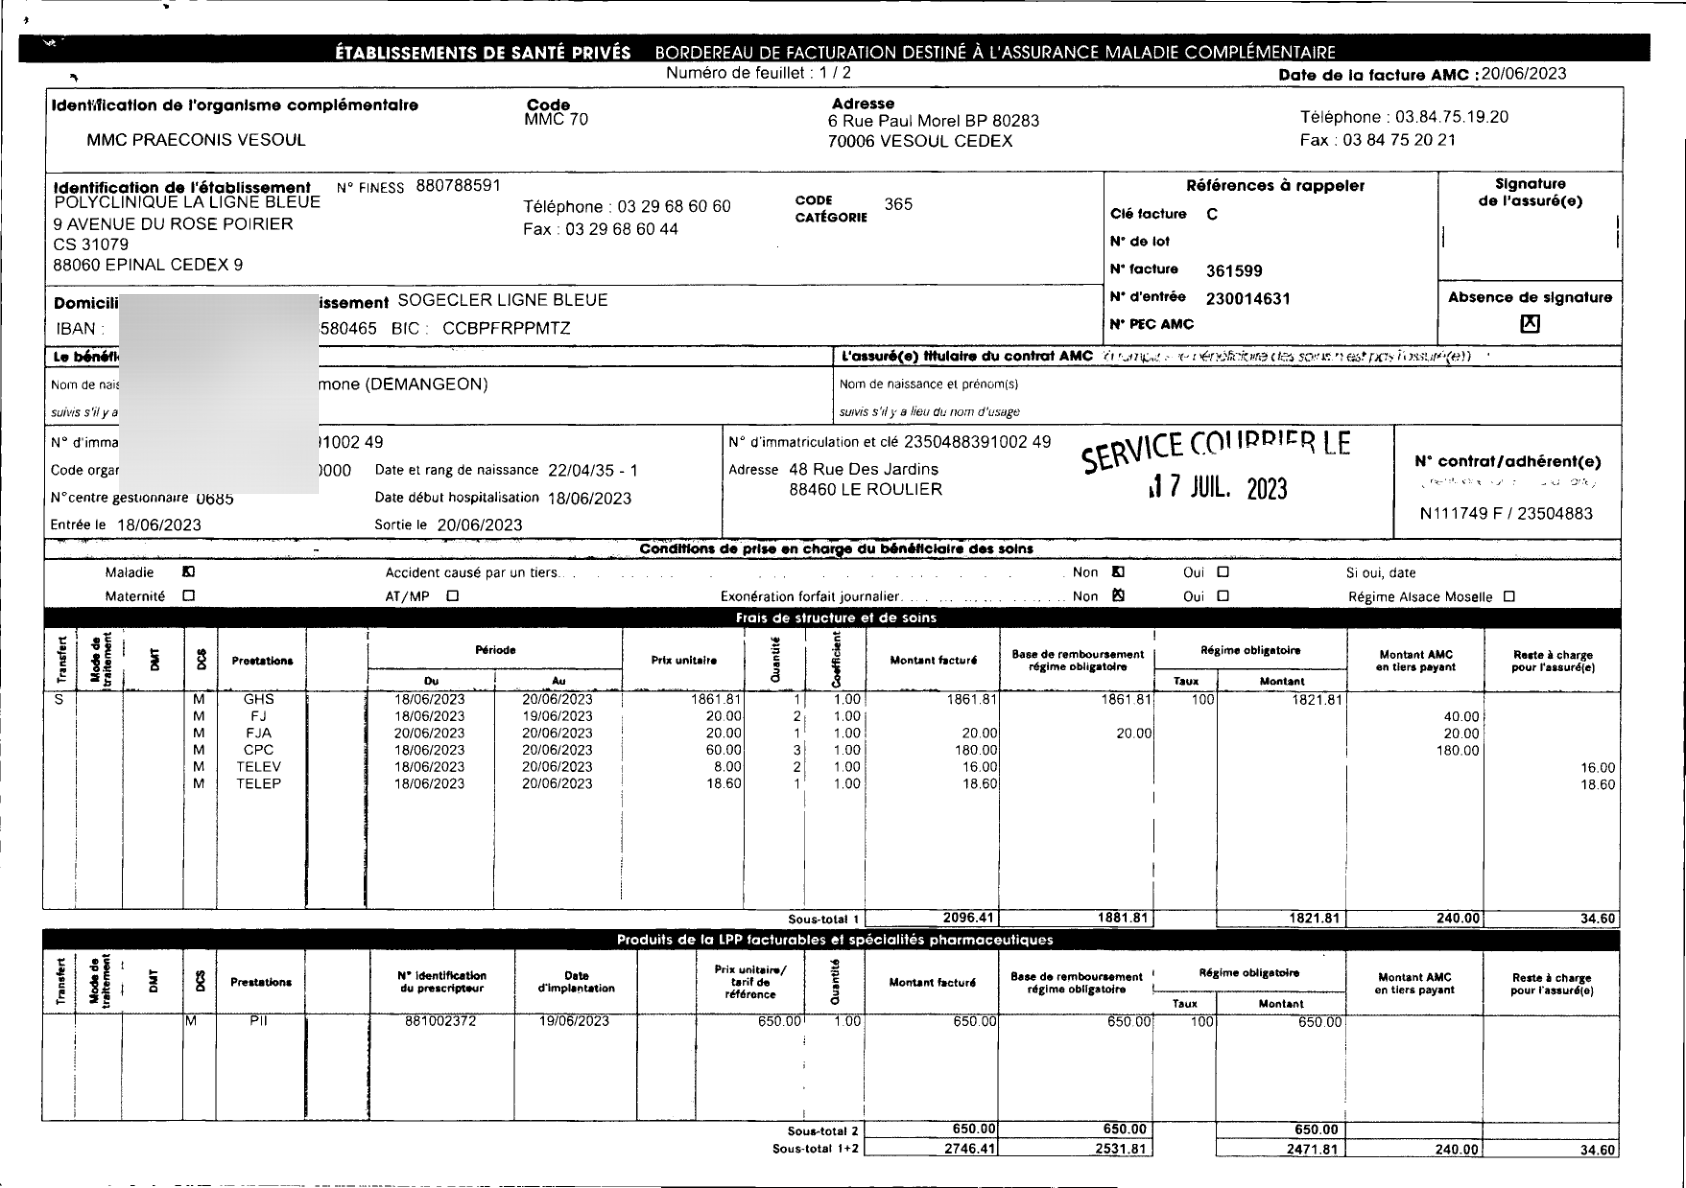 ÉTABLISSEMENTS DE SANTÉ PRIVÉS BORDEREAU DE FACTURATION DESTINÉ À L'ASSURANCE MALADIE COMPLÉMENTAIRE
Numéro de feuillet : 1 / 2
Date de la facture AMC : 20/06/2023
Identification de l'organisme complémentaire
MMC PRAECONIS VESOUL
Code
MMC 70
Adresse
6 Rue Paul Morel BP 80283
70006 VESOUL CEDEX
Téléphone : 03.84.75.19.20
Fax : 03 84 75 20 21
Identification de l'établissement N° FINESS 880788591
POLYCLINIQUE LA LIGNE BLEUE
9 AVENUE DU ROSE POIRIER
CS 31079
88060 EPINAL CEDEX 9
Téléphone : 03 29 68 60 60
Fax : 03 29 68 60 44
CODE CATÉGORIE 365
Références à rappeler
Clé facture C
N° de lot
N° facture 361599
N° d'entrée 230014631
N° PEC AMC
Signature
de l'assuré(e)
Absence de signature
X
Domicili issement SOGECLER LIGNE BLEUE
IBAN : 580465 BIC : CCBPFRPPMTZ
Le bénéfi
Nom de nais mone (DEMANGEON)
suivis s'il y a
L'assuré(e) titulaire du contrat AMC
Nom de naissance et prénom(s)
suivis s'il y a lieu du nom d'usage
N° d'imma 91002 49
Code organ 0000 Date et rang de naissance 22/04/35 - 1
N°centre gestionnaire 0685 Date début hospitalisation 18/06/2023
Entrée le 18/06/2023 Sortie le 20/06/2023
N° d'immatriculation et clé 2350488391002 49
Adresse 48 Rue Des Jardins
88460 LE ROULIER
SERVICE COURRIER LE
17 JUIL. 2023
N° contrat/adhérent(e)
N111749 F / 23504883
Conditions de prise en charge du bénéficiaire des soins
Maladie X Accident causé par un tiers Non X Oui Si oui, date
Maternité AT/MP Exonération forfait journalier Non X Oui Régime Alsace Moselle
Frais de structure et de soins
Transfert Mode de traitement DMT DCS Prestations Période Du Au Prix unitaire Quantité Coefficient Montant facturé Base de remboursement régime obligatoire Régime obligatoire Taux Montant Montant AMC en tiers payant Reste à charge pour l'assuré(e)
S M GHS 18/06/2023 20/06/2023 1861.81 1 1.00 1861.81 1861.81 100 1821.81
M FJ 18/06/2023 19/06/2023 20.00 2 1.00 40.00
M FJA 20/06/2023 20/06/2023 20.00 1 1.00 20.00 20.00 20.00
M CPC 18/06/2023 20/06/2023 60.00 3 1.00 180.00 180.00
M TELEV 18/06/2023 20/06/2023 8.00 2 1.00 16.00 16.00
M TELEP 18/06/2023 20/06/2023 18.60 1 1.00 18.60 18.60
Sous-total 1 2096.41 1881.81 1821.81 240.00 34.60
Produits de la LPP facturables et spécialités pharmaceutiques
Transfert Mode de traitement DMT DCS Prestations N° identification du prescripteur Date d'implantation Prix unitaire/ tarif de référence Quantité Montant facturé Base de remboursement régime obligatoire Régime obligatoire Taux Montant Montant AMC en tiers payant Reste à charge pour l'assuré(e)
M PII 881002372 19/06/2023 650.00 1.00 650.00 650.00 100 650.00
Sous-total 2 650.00 650.00 650.00
Sous-total 1+2 2746.41 2531.81 2471.81 240.00 34.60